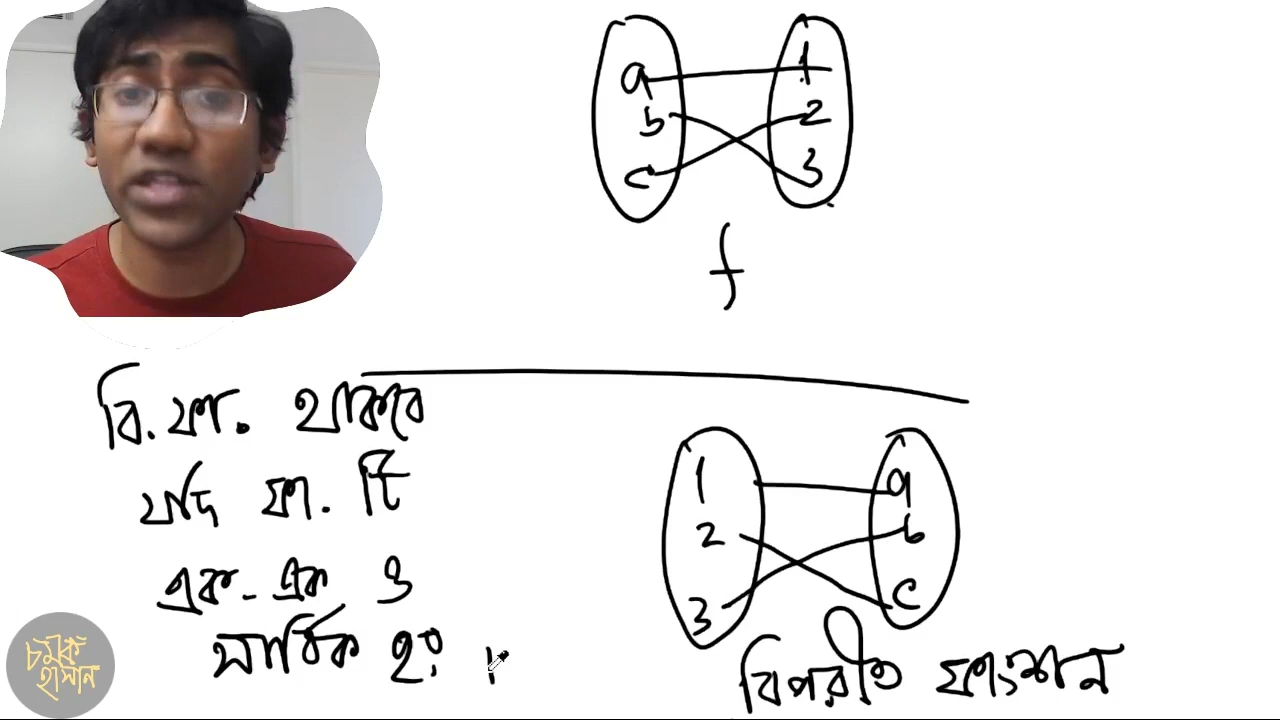 a 1
b 2
c 3
f
বি. ফা. থাকবে
যদি ফা. টি
এক-এক ও
সার্বিক হয় ।
1 a
2 b
3 c
বিপরীত ফাংশন
চমক
হাসান